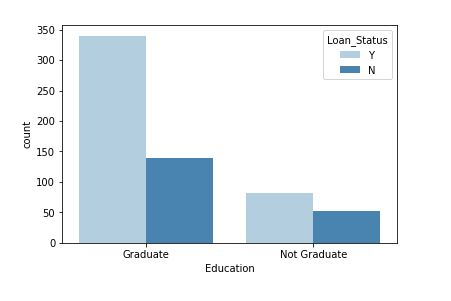 350
300
250
200
150
100
50
0
count
Loan_Status
Y
N
Graduate
Not Graduate
Education